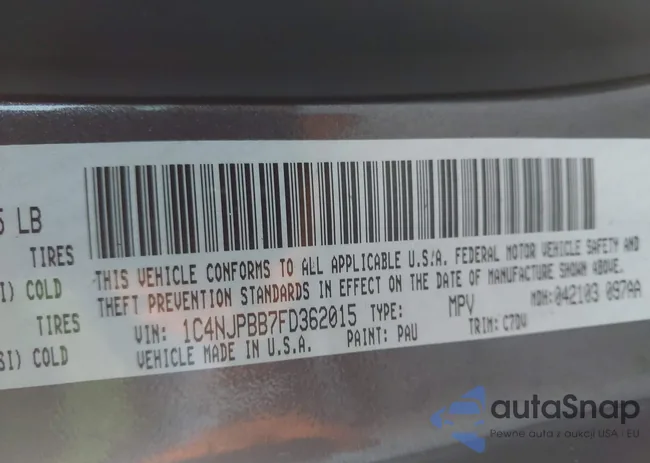 5 LB
TIRES
SI) COLD
TIRES
SI) COLD
THIS VEHICLE CONFORMS TO ALL APPLICABLE U.S.A. FEDERAL MOTOR VEHICLE SAFETY AND
THEFT PREVENTION STANDARDS IN EFFECT ON THE DATE OF MANUFACTURE SHOWN ABOVE.
VIN: 1C4NJPBB7FD362015 TYPE: MPV MDH: 042103 097AA
VEHICLE MADE IN U.S.A. PAINT: PAU TRIM: C7DV
autaSnap
Pewne auta z aukcji USA i EU